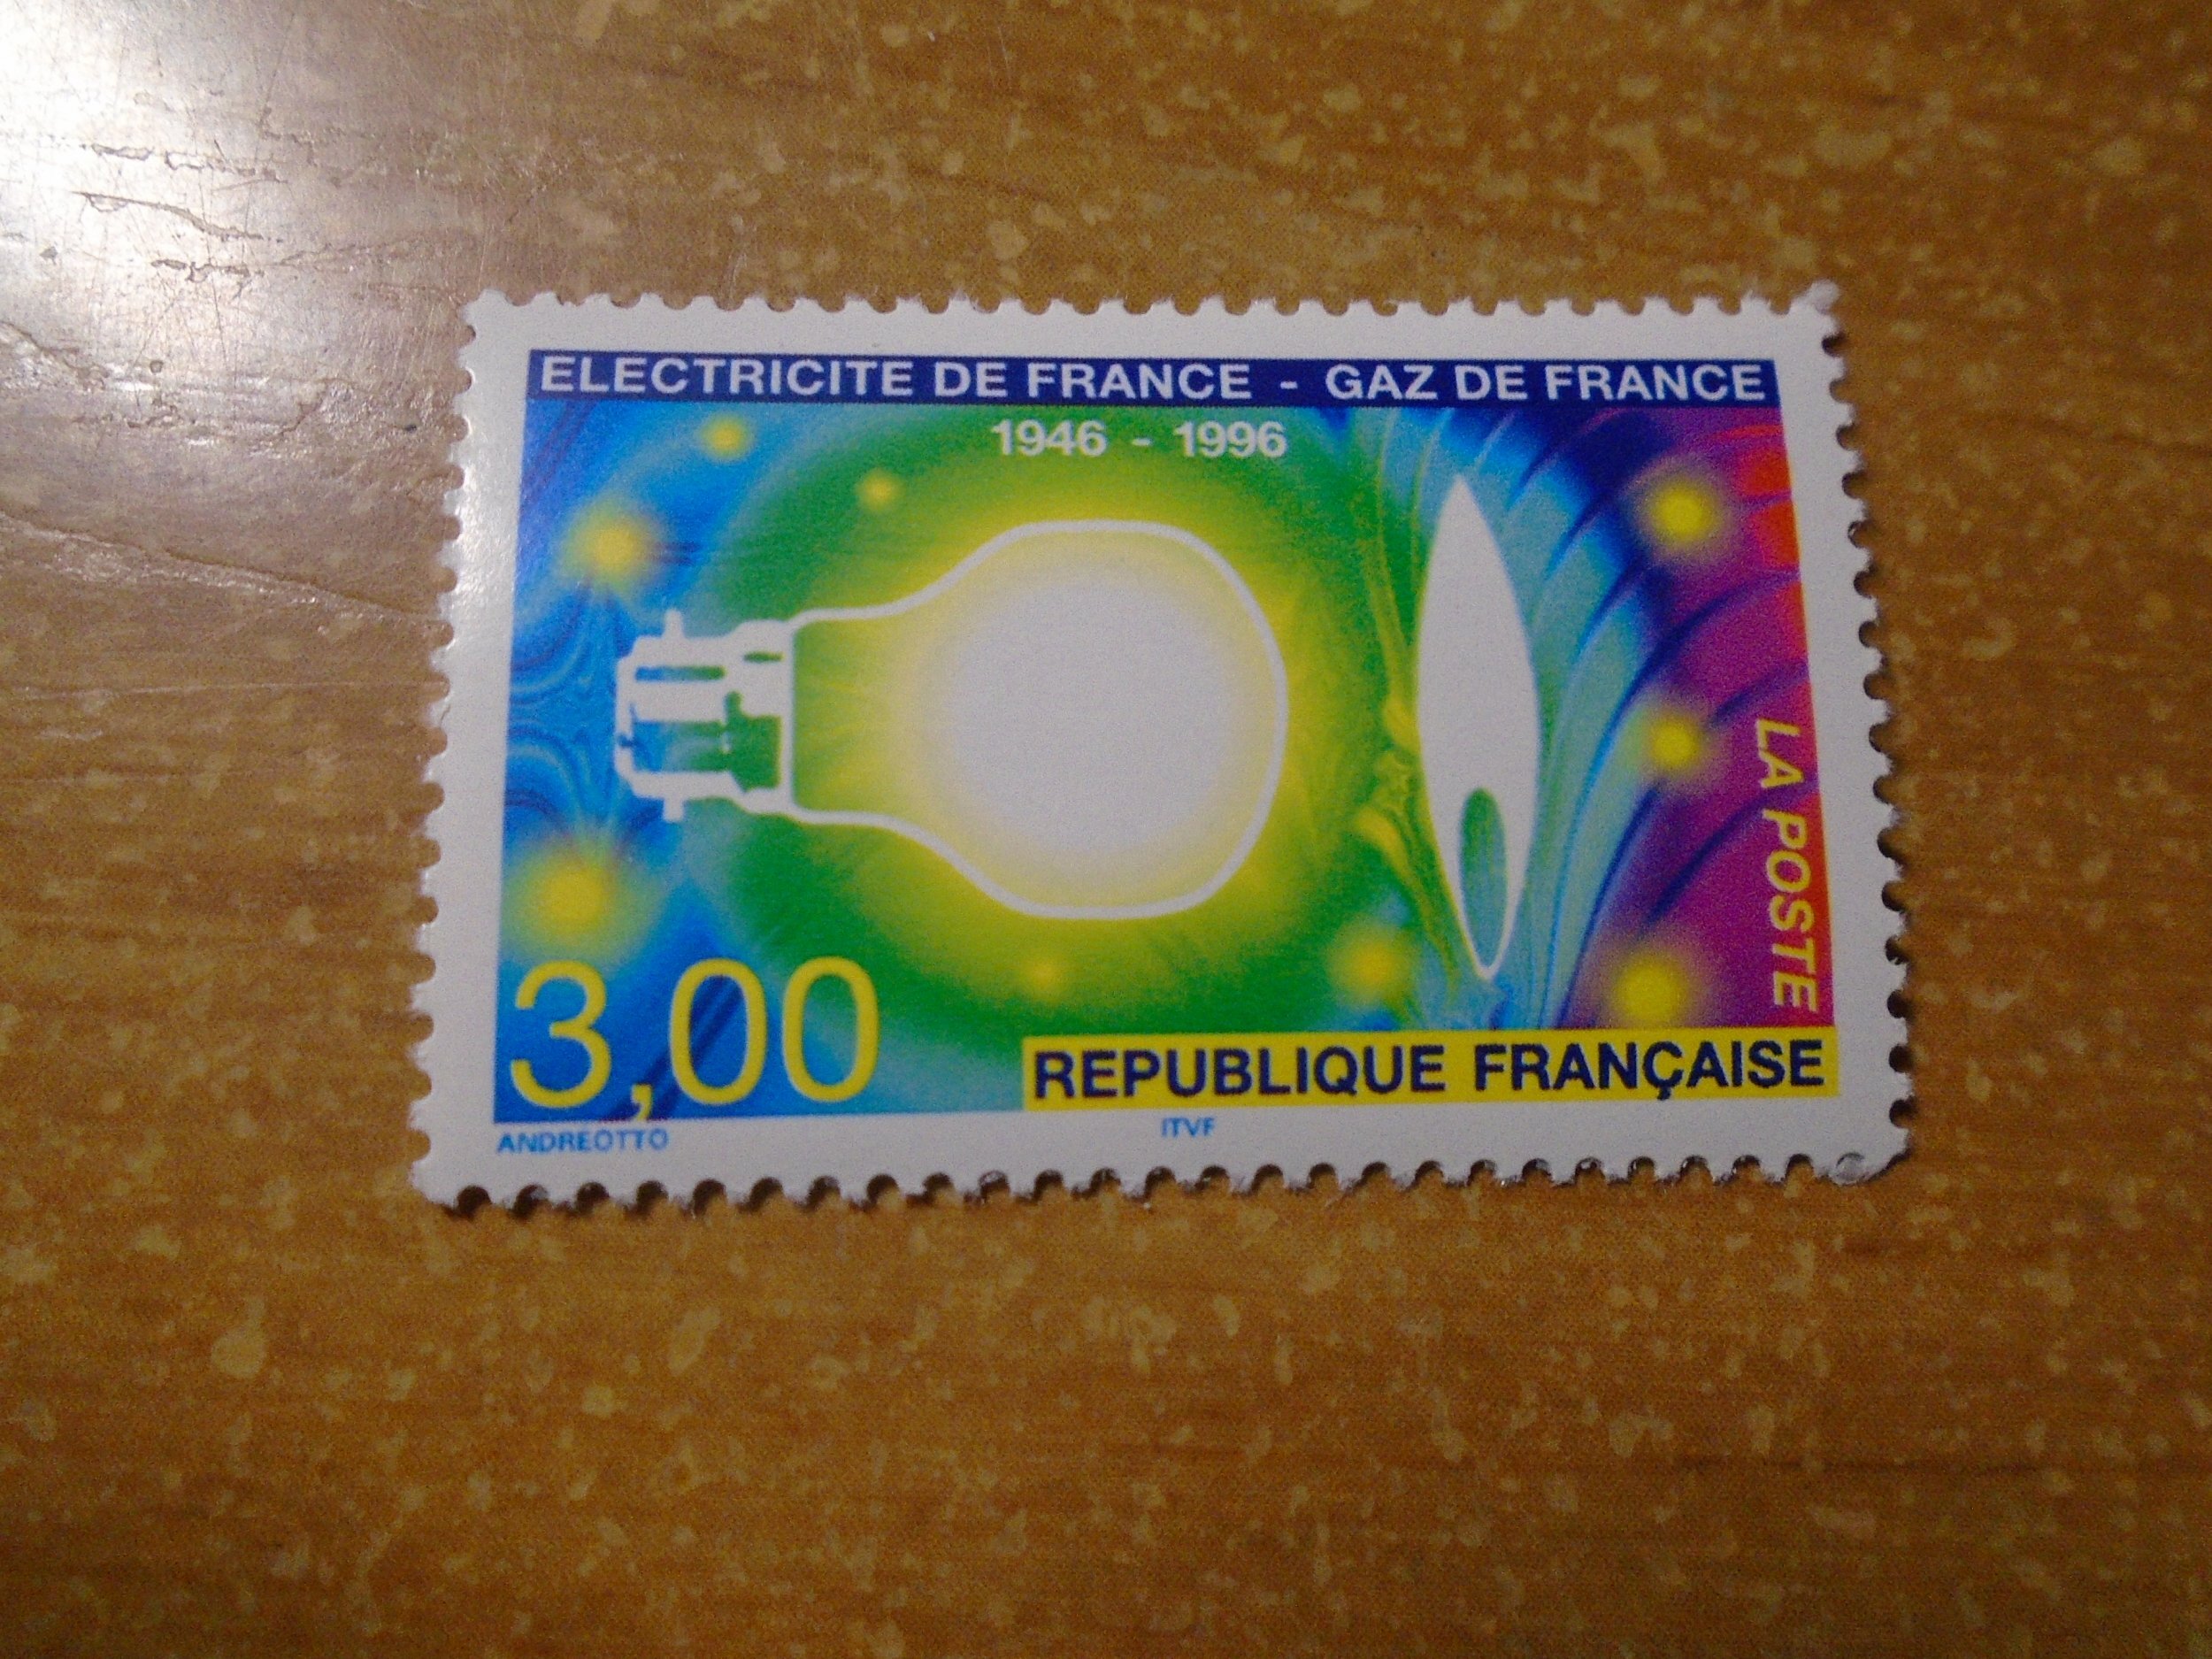 ELECTRICITE DE FRANCE - GAZ DE FRANCE
1946 - 1996
LA POSTE
3,00
REPUBLIQUE FRANÇAISE
ANDREOTTO
ITVF